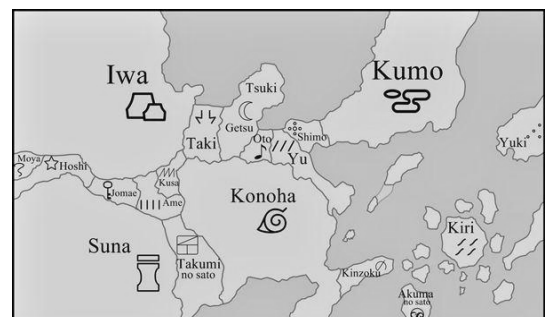 Iwa
Kumo
Tsuki
Getsu
Taki
Oto
Shimo
Yu
Yuki
Moya
Hoshi
Jomae
Kusa
Ame
Konoha
Suna
Takumi
no sato
Kiri
Kinzoku
Akuma
no sato